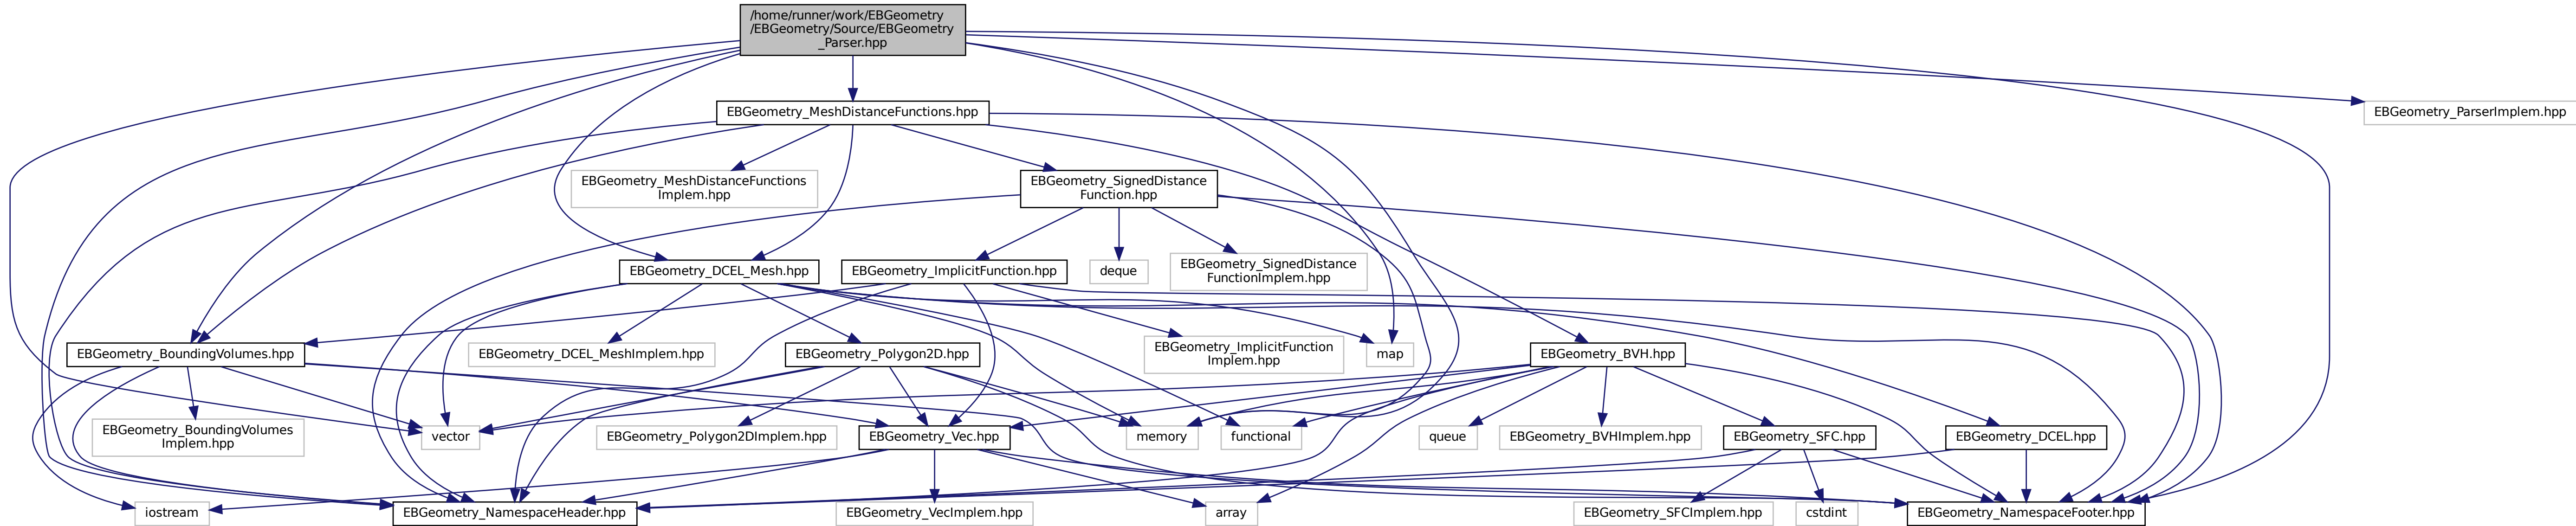 /home/runner/work/EBGeometry
/EBGeometry/Source/EBGeometry
_Parser.hpp
EBGeometry_MeshDistanceFunctions.hpp
EBGeometry_ParserImplem.hpp
EBGeometry_MeshDistanceFunctions
Implem.hpp
EBGeometry_SignedDistance
Function.hpp
EBGeometry_DCEL_Mesh.hpp
EBGeometry_ImplicitFunction.hpp
deque
EBGeometry_SignedDistance
FunctionImplem.hpp
EBGeometry_BoundingVolumes.hpp
EBGeometry_DCEL_MeshImplem.hpp
EBGeometry_Polygon2D.hpp
EBGeometry_ImplicitFunction
Implem.hpp
map
EBGeometry_BVH.hpp
EBGeometry_BoundingVolumes
Implem.hpp
vector
EBGeometry_Polygon2DImplem.hpp
EBGeometry_Vec.hpp
memory
functional
queue
EBGeometry_BVHImplem.hpp
EBGeometry_SFC.hpp
EBGeometry_DCEL.hpp
iostream
EBGeometry_NamespaceHeader.hpp
EBGeometry_VecImplem.hpp
array
EBGeometry_SFCImplem.hpp
cstdint
EBGeometry_NamespaceFooter.hpp